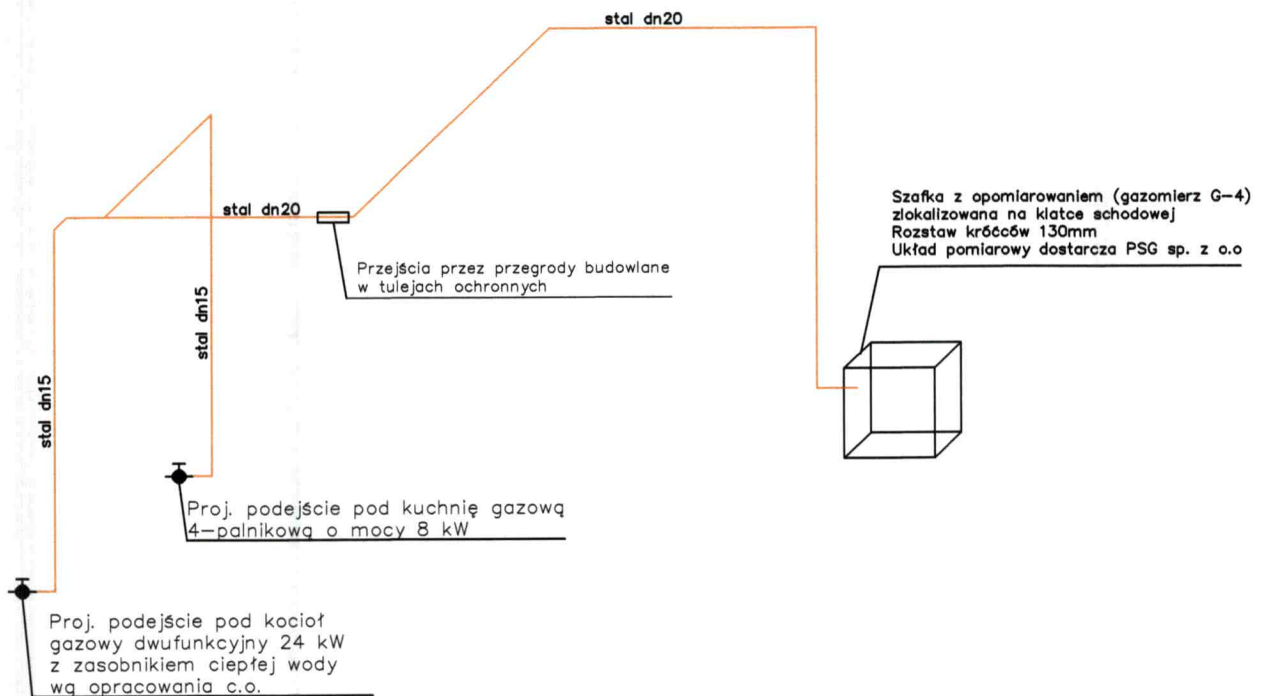 stal dn20
stal dn20
Szafka z opomiarowaniem (gazomierz G-4)
zlokalizowana na klatce schodowej
Rozstaw króćców 130mm
Układ pomiarowy dostarcza PSG sp. z o.o
Przejścia przez przegrody budowlane
w tulejach ochronnych
stal dn15
stal dn15
Proj. podejście pod kuchnię gazową
4-palnikową o mocy 8 kW
Proj. podejście pod kocioł
gazowy dwufunkcyjny 24 kW
z zasobnikiem ciepłej wody
wg opracowania c.o.